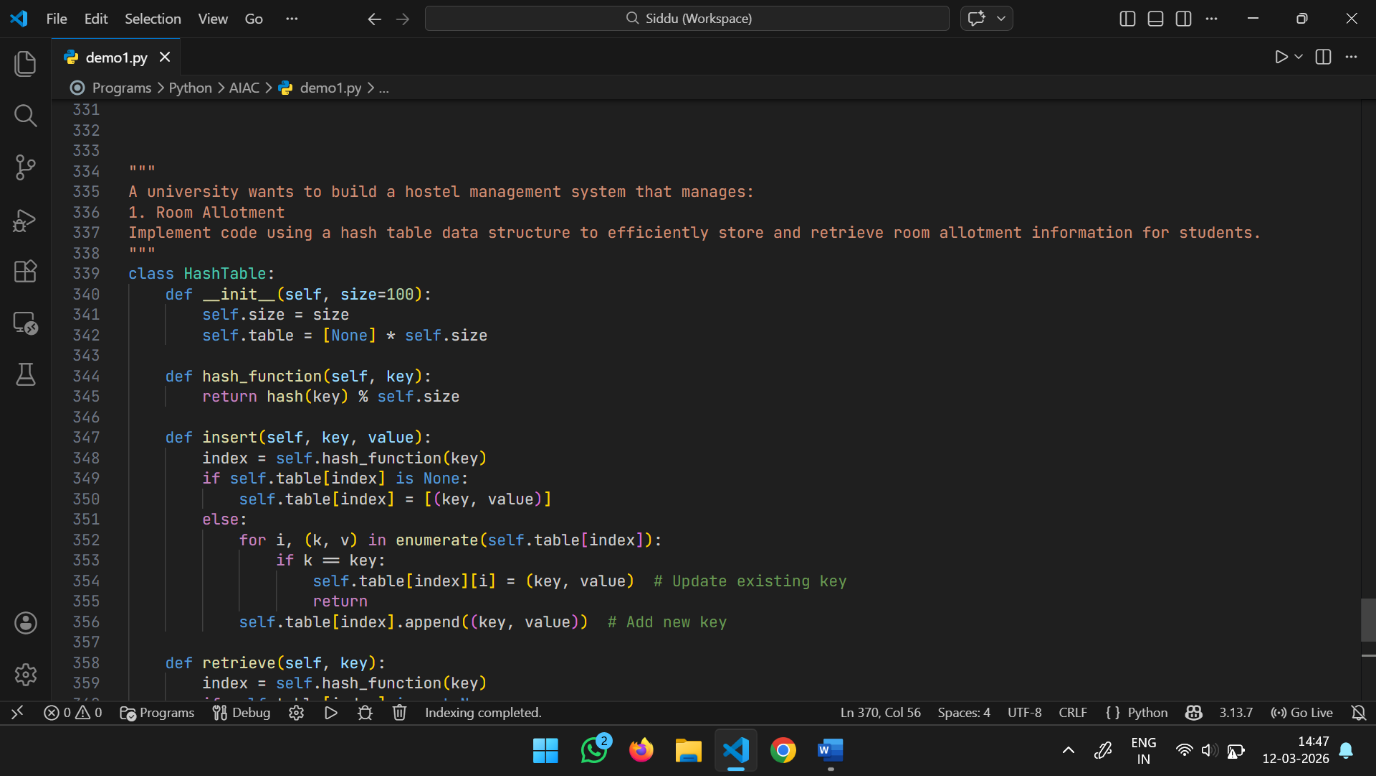 File Edit Selection View Go ···
Siddu (Workspace)
demo1.py
Programs > Python > AIAC > demo1.py > ...
331
332
333
334 """
335 A university wants to build a hostel management system that manages:
336 1. Room Allotment
337 Implement code using a hash table data structure to efficiently store and retrieve room allotment information for students.
338 """
339 class HashTable:
340     def __init__(self, size=100):
341         self.size = size
342         self.table = [None] * self.size
343
344     def hash_function(self, key):
345         return hash(key) % self.size
346
347     def insert(self, key, value):
348         index = self.hash_function(key)
349         if self.table[index] is None:
350             self.table[index] = [(key, value)]
351         else:
352             for i, (k, v) in enumerate(self.table[index]):
353                 if k == key:
354                     self.table[index][i] = (key, value)  # Update existing key
355                     return
356             self.table[index].append((key, value))  # Add new key
357
358     def retrieve(self, key):
359         index = self.hash_function(key)
0 0 Programs Debug Indexing completed. Ln 370, Col 56 Spaces: 4 UTF-8 CRLF { } Python 3.13.7 Go Live
2
W
ENG
IN
14:47
12-03-2026